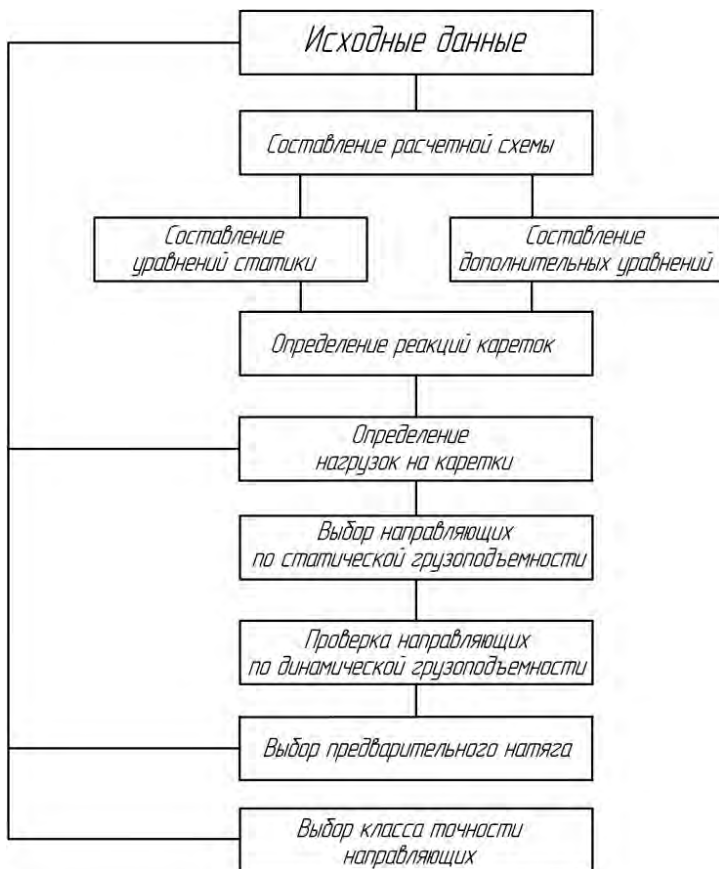 Исходные данные
Составление расчетной схемы
Составление
уравнений статики
Составление
дополнительных уравнений
Определение реакций кареток
Определение
нагрузок на каретки
Выбор направляющих
по статической грузоподъемности
Проверка направляющих
по динамической грузоподъемности
Выбор предварительного натяга
Выбор класса точности
направляющих